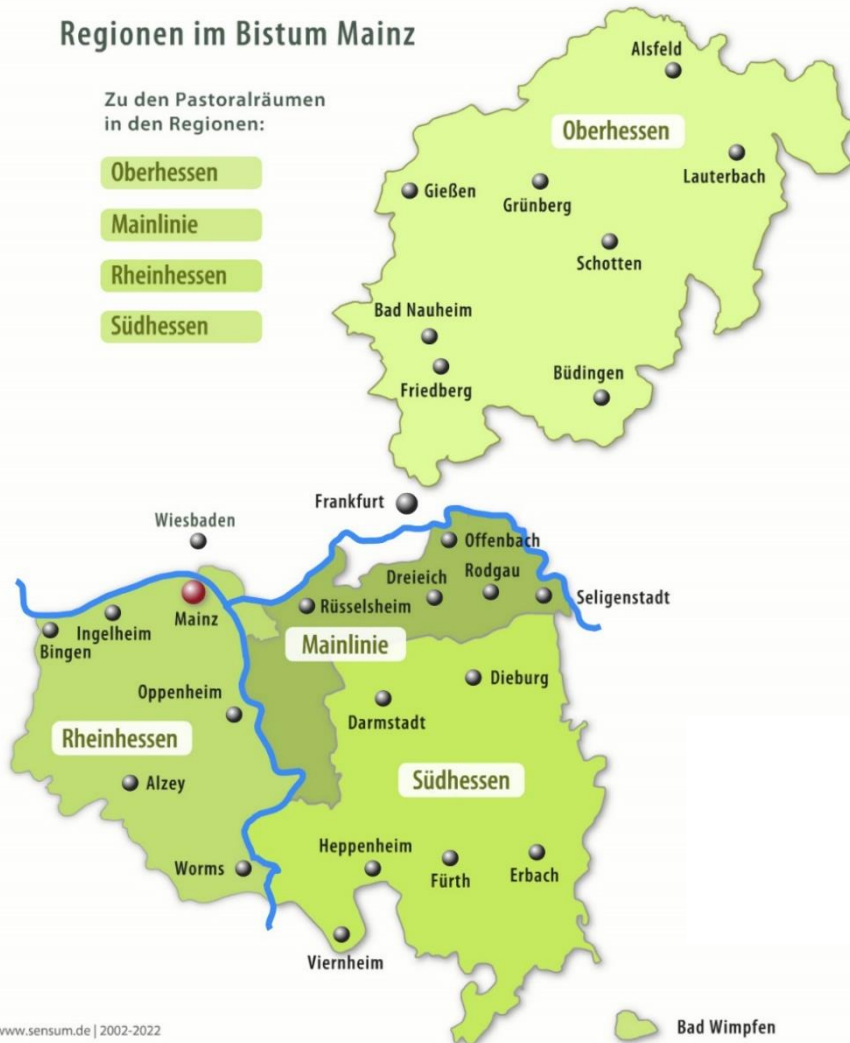 Regionen im Bistum Mainz
Zu den Pastoralräumen
in den Regionen:
Oberhessen
Mainlinie
Rheinhessen
Südhessen
Alsfeld
Oberhessen
Lauterbach
Gießen
Grünberg
Schotten
Bad Nauheim
Friedberg
Büdingen
Frankfurt
Wiesbaden
Offenbach
Dreieich
Rodgau
Seligenstadt
Rüsselsheim
Mainz
Ingelheim
Bingen
Mainlinie
Dieburg
Oppenheim
Darmstadt
Rheinhessen
Südhessen
Alzey
Heppenheim
Worms
Fürth
Erbach
Viernheim
www.sensum.de | 2002-2022
Bad Wimpfen